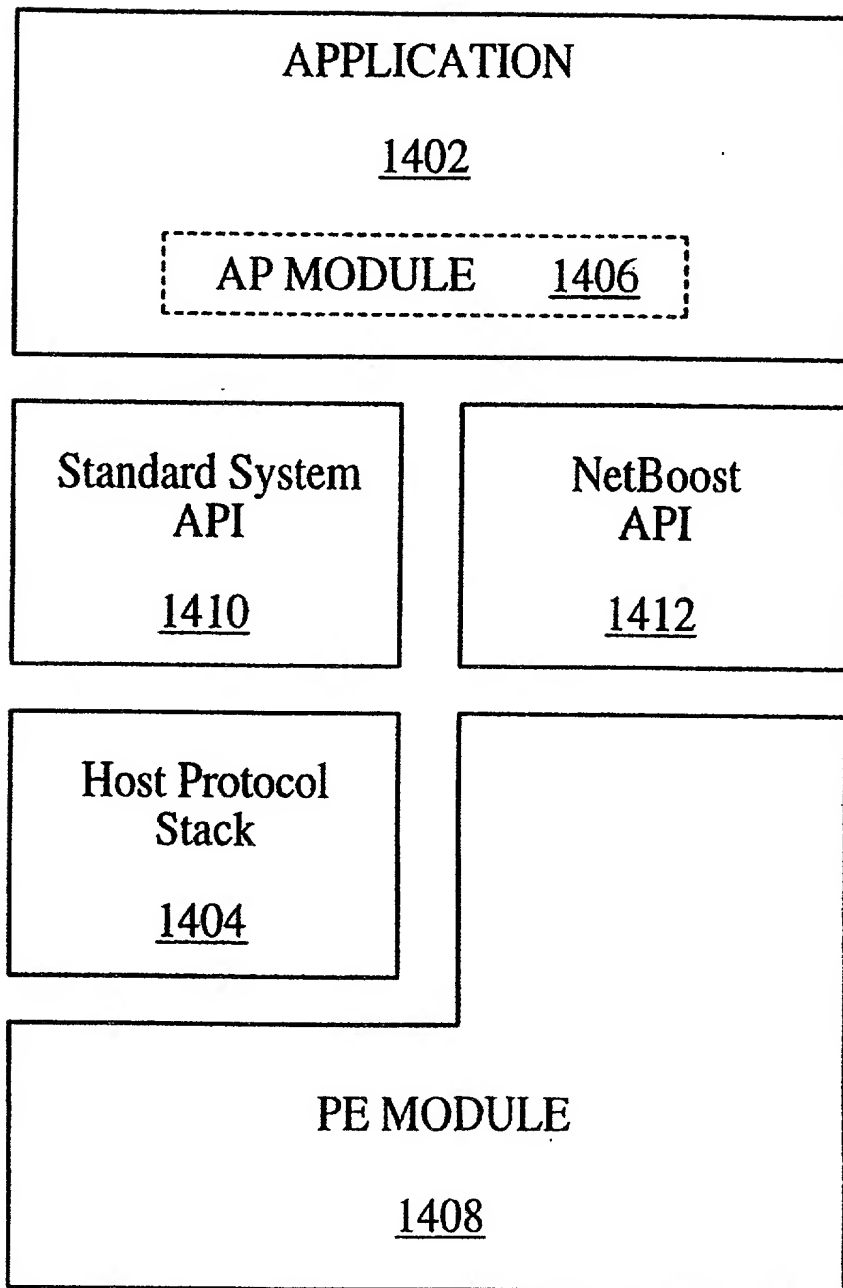 APPLICATION
1402
AP MODULE 1406
Standard System
API
1410
NetBoost
API
1412
Host Protocol
Stack
1404
PE MODULE
1408